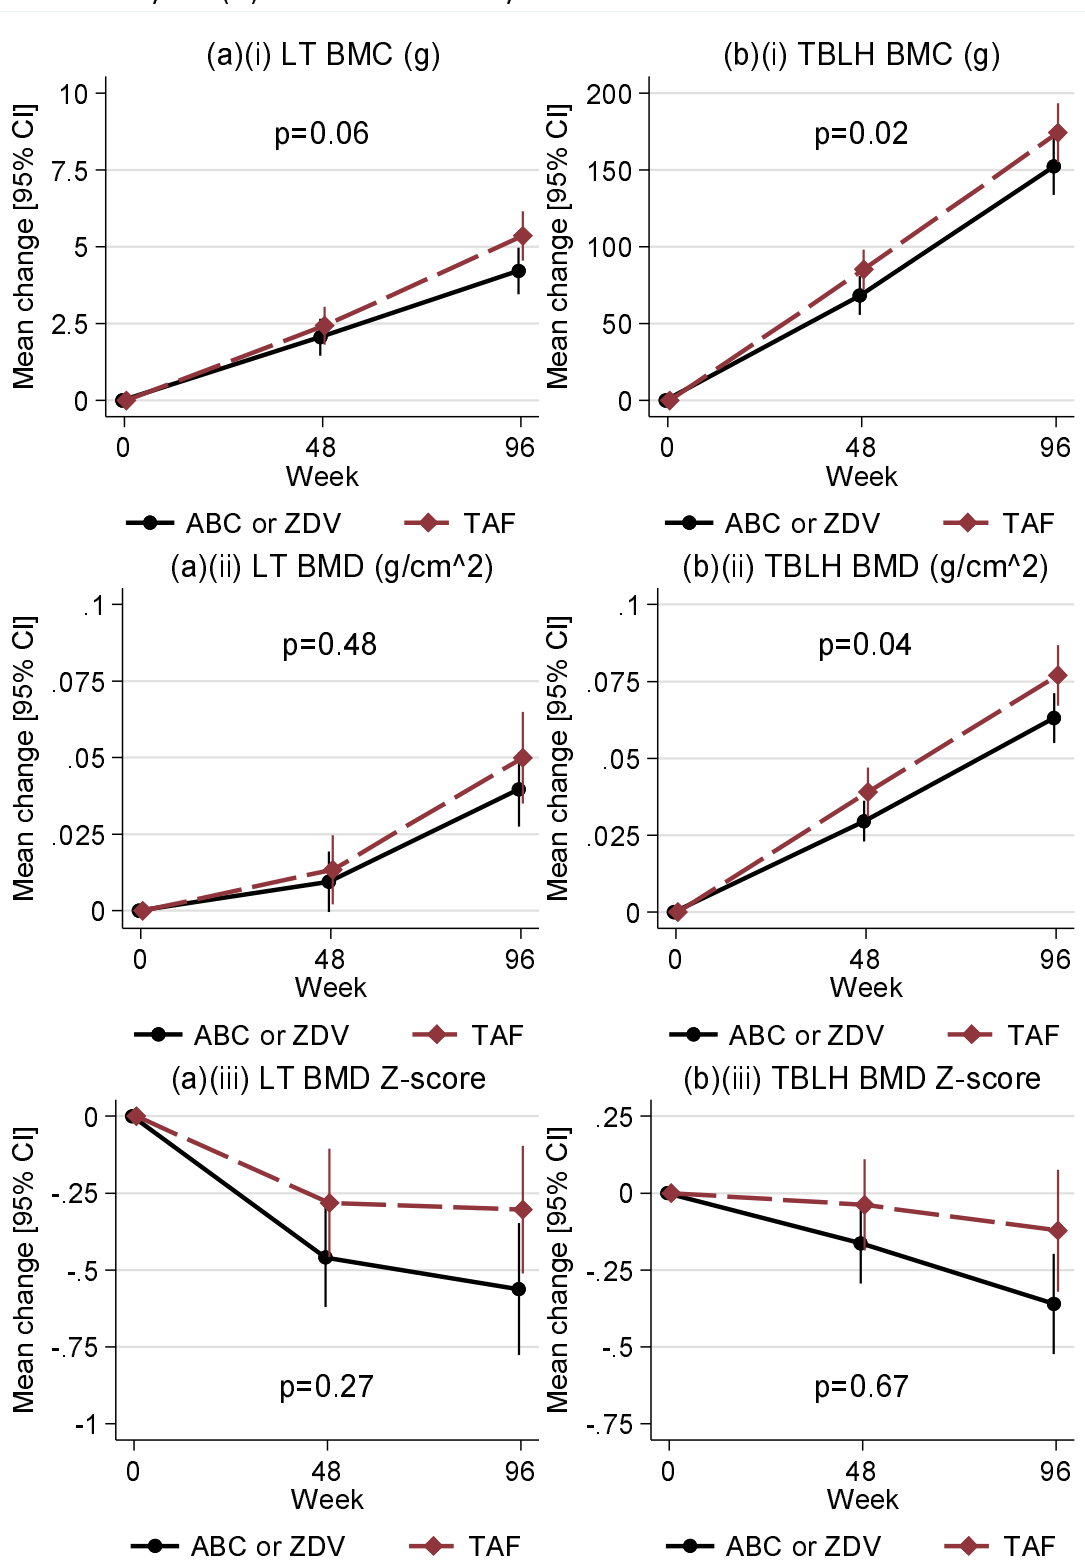 (a)(i) LT BMC (g)
Mean change [95% CI]
10
7.5
5
2.5
0
p=0.06
0 48 96
Week
ABC or ZDV TAF
(b)(i) TBLH BMC (g)
Mean change [95% CI]
200
150
100
50
0
p=0.02
0 48 96
Week
ABC or ZDV TAF
(a)(ii) LT BMD (g/cm^2)
Mean change [95% CI]
.1
.075
.05
.025
0
p=0.48
0 48 96
Week
ABC or ZDV TAF
(b)(ii) TBLH BMD (g/cm^2)
Mean change [95% CI]
.1
.075
.05
.025
0
p=0.04
0 48 96
Week
ABC or ZDV TAF
(a)(iii) LT BMD Z-score
Mean change [95% CI]
0
-.25
-.5
-.75
-1
p=0.27
0 48 96
Week
ABC or ZDV TAF
(b)(iii) TBLH BMD Z-score
Mean change [95% CI]
.25
0
-.25
-.5
-.75
p=0.67
0 48 96
Week
ABC or ZDV TAF